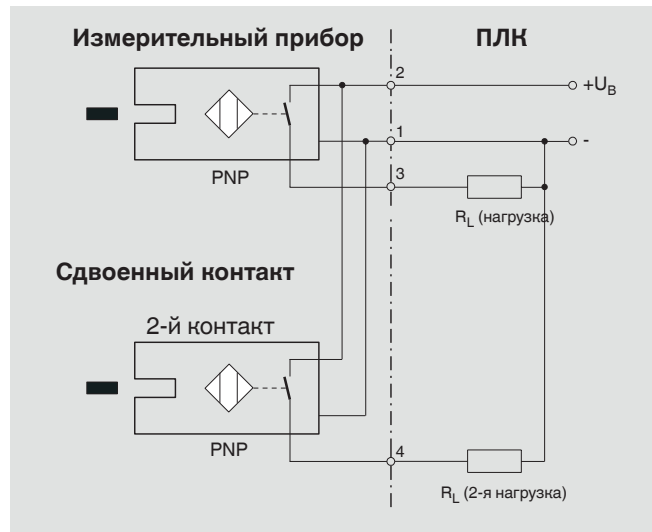 Измерительный прибор
ПЛК
2
+U_B
1
-
3
PNP
R_L (нагрузка)
Сдвоенный контакт
2-й контакт
PNP
4
R_L (2-я нагрузка)